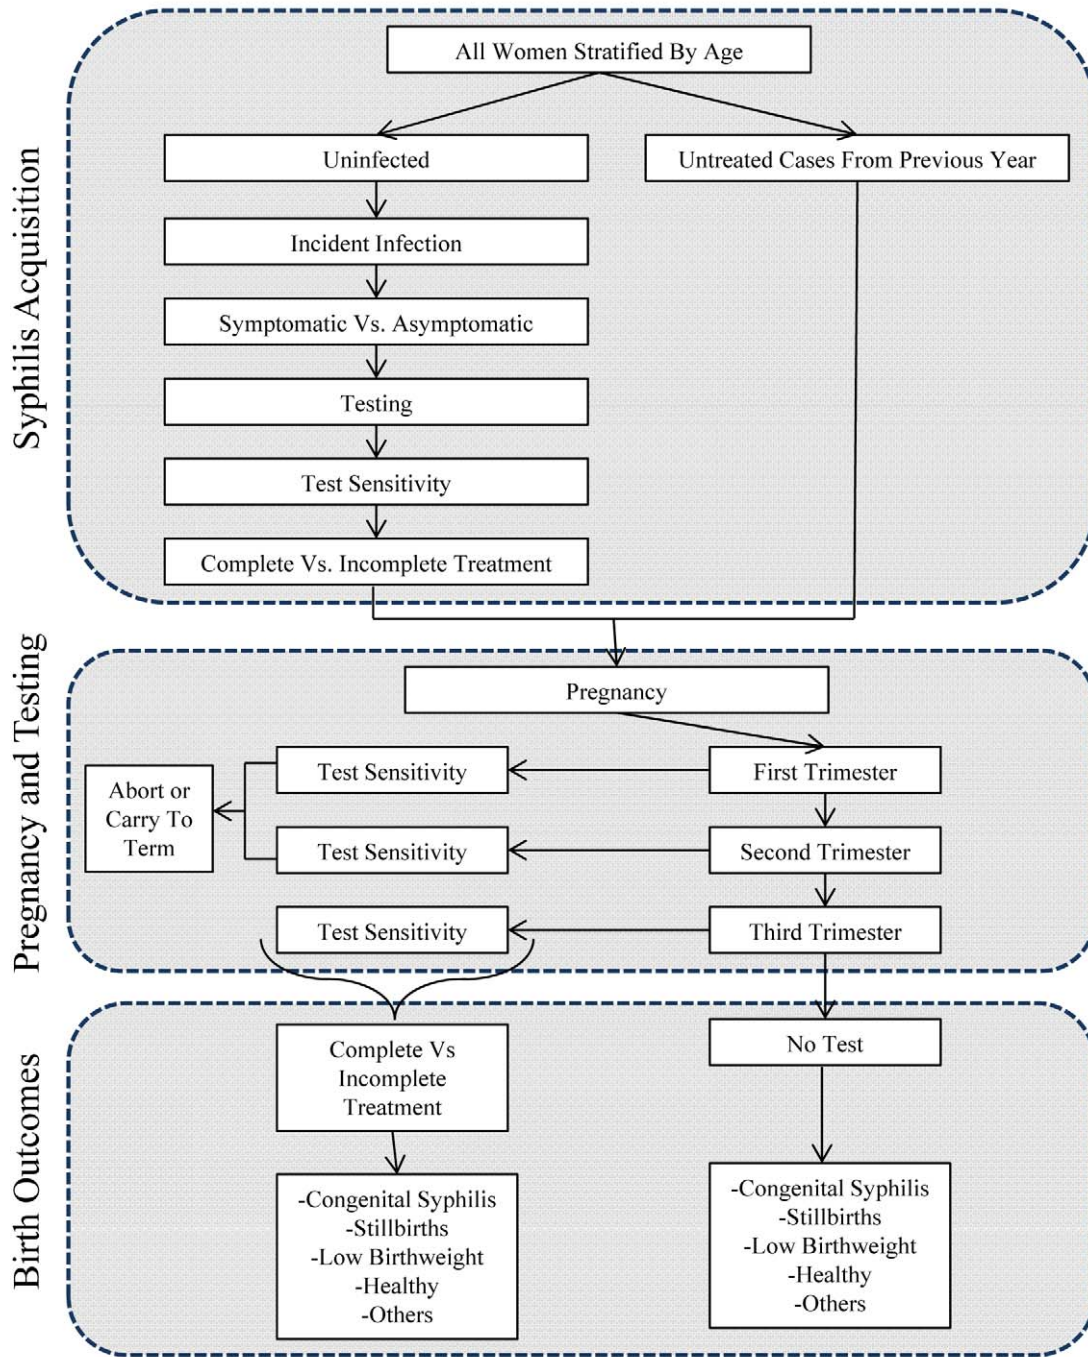 Syphilis Acquisition
All Women Stratified By Age
Uninfected
Untreated Cases From Previous Year
Incident Infection
Symptomatic Vs. Asymptomatic
Testing
Test Sensitivity
Complete Vs. Incomplete Treatment
Pregnancy and Testing
Pregnancy
Test Sensitivity
First Trimester
Abort or
Carry To
Term
Test Sensitivity
Second Trimester
Test Sensitivity
Third Trimester
Birth Outcomes
Complete Vs
Incomplete
Treatment
No Test
-Congenital Syphilis
-Stillbirths
-Low Birthweight
-Healthy
-Others
-Congenital Syphilis
-Stillbirths
-Low Birthweight
-Healthy
-Others